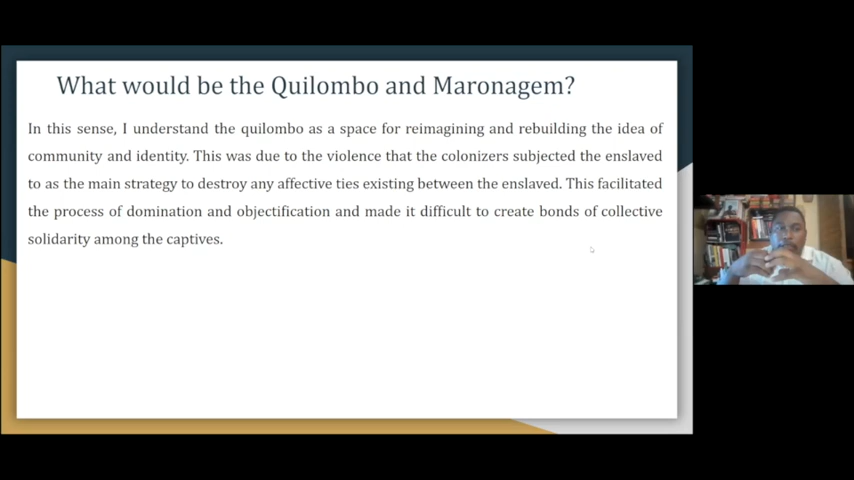 What would be the Quilombo and Maronagem?
In this sense, I understand the quilombo as a space for reimagining and rebuilding the idea of
community and identity. This was due to the violence that the colonizers subjected the enslaved
to as the main strategy to destroy any affective ties existing between the enslaved. This facilitated
the process of domination and objectification and made it difficult to create bonds of collective
solidarity among the captives.